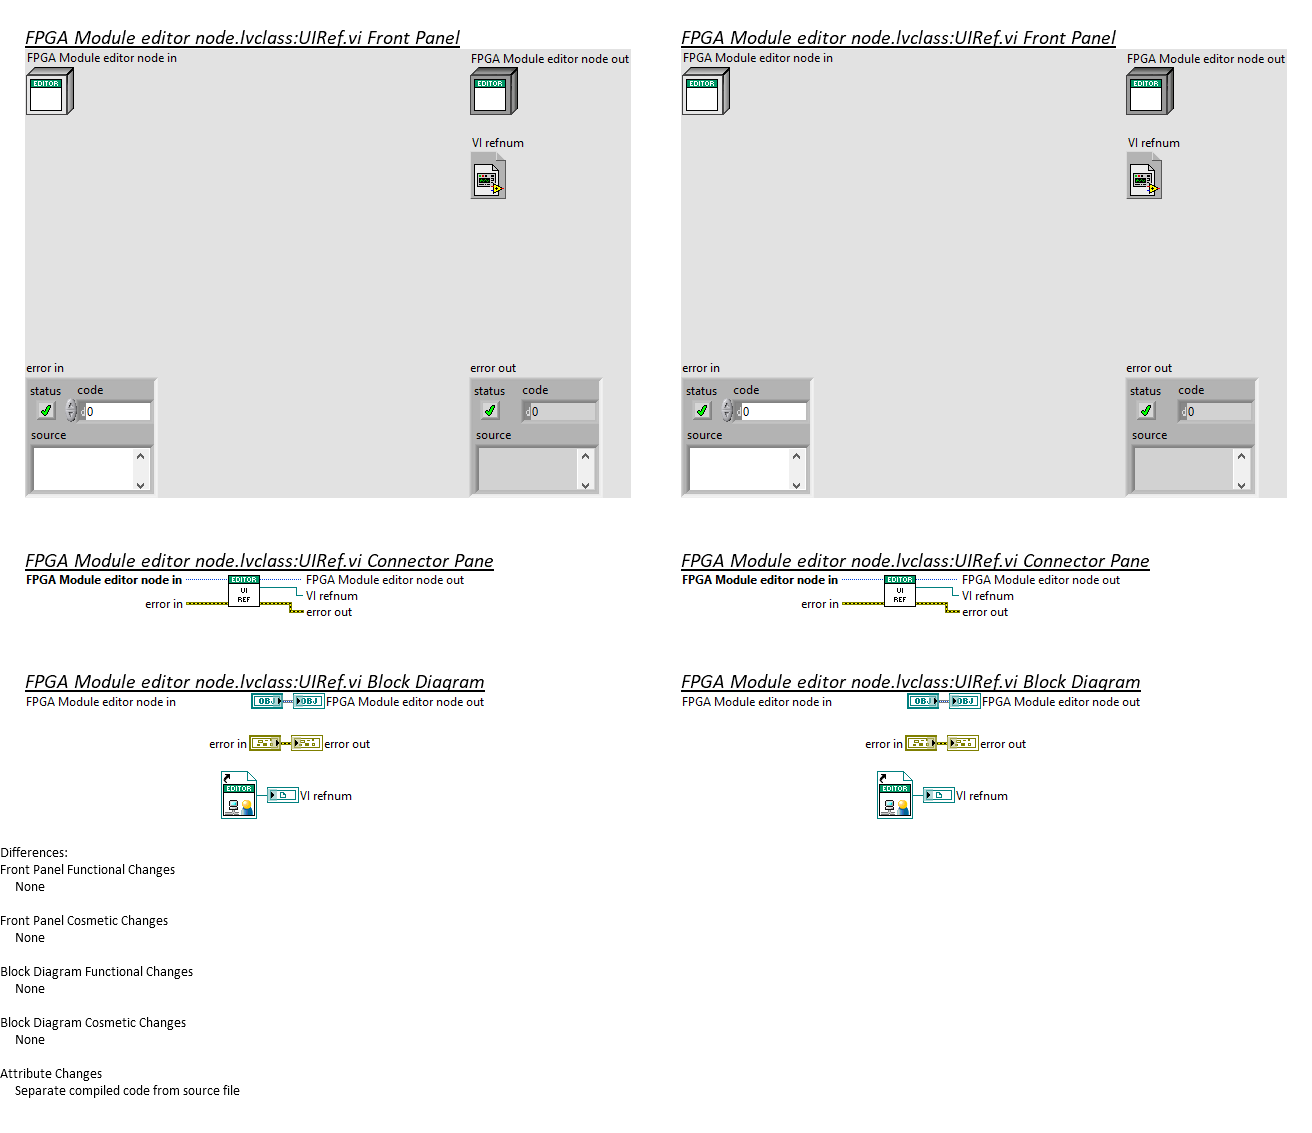 FPGA Module editor node.lvclass:UIRef.vi Front Panel
FPGA Module editor node in
FPGA Module editor node out
EDITOR
EDITOR
VI refnum
error in
error out
status code
d0
source
status code
d0
source
FPGA Module editor node.lvclass:UIRef.vi Front Panel
FPGA Module editor node in
FPGA Module editor node out
EDITOR
EDITOR
VI refnum
error in
error out
status code
d0
source
status code
d0
source
FPGA Module editor node.lvclass:UIRef.vi Connector Pane
FPGA Module editor node in
EDITOR
VI
REF
FPGA Module editor node out
VI refnum
error in
error out
FPGA Module editor node.lvclass:UIRef.vi Connector Pane
FPGA Module editor node in
EDITOR
VI
REF
FPGA Module editor node out
VI refnum
error in
error out
FPGA Module editor node.lvclass:UIRef.vi Block Diagram
FPGA Module editor node in
OBJ
OBJ
FPGA Module editor node out
error in
error out
EDITOR
VI refnum
FPGA Module editor node.lvclass:UIRef.vi Block Diagram
FPGA Module editor node in
OBJ
OBJ
FPGA Module editor node out
error in
error out
EDITOR
VI refnum
Differences:
Front Panel Functional Changes
None
Front Panel Cosmetic Changes
None
Block Diagram Functional Changes
None
Block Diagram Cosmetic Changes
None
Attribute Changes
Separate compiled code from source file